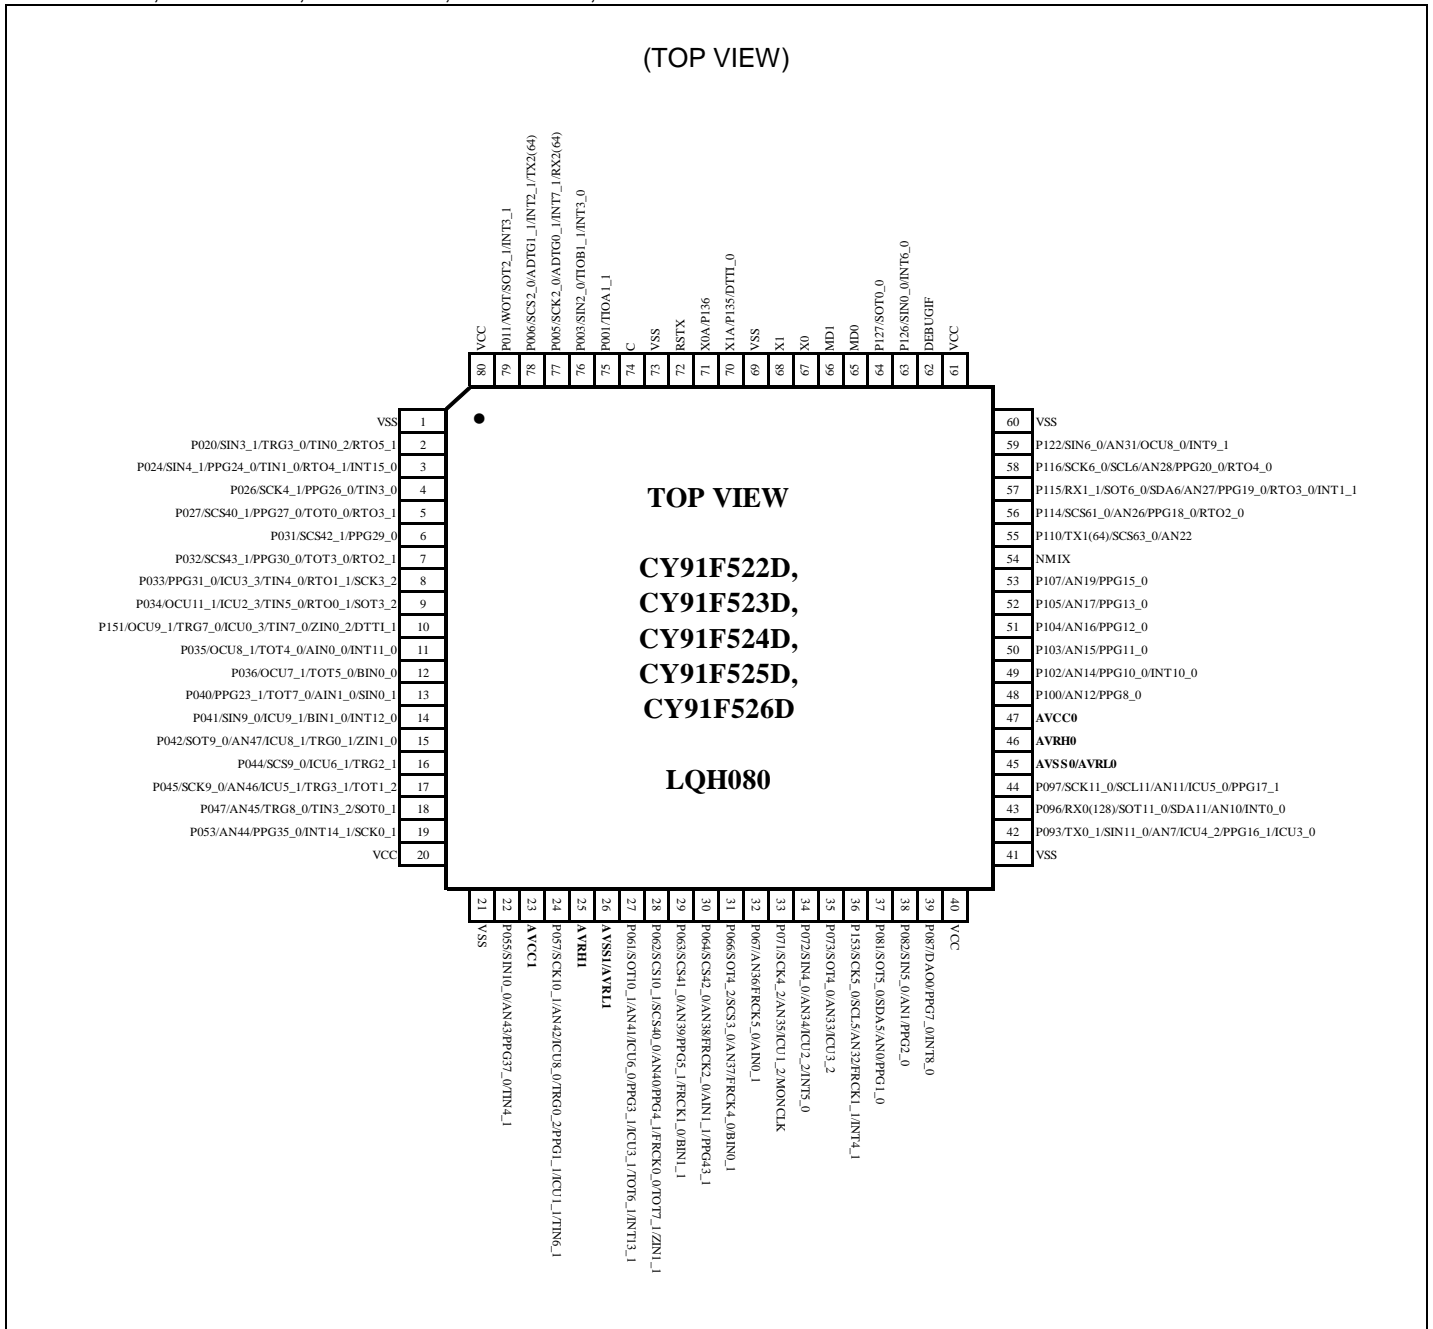 (TOP VIEW)
VCC
P011/WOT/SOT2_1/INT3_1
P006/SCS2_0/ADTG1_1/INT2_1/TX2(64)
P005/SCK2_0/ADTG0_1/INT7_1/RX2(64)
P003/SIN2_0/TIOB1_1/INT3_0
P001/TIOA1_1
C
VSS
RSTX
X0A/P136
X1A/P135/DTTI_0
VSS
X1
X0
MD1
MD0
P127/SOT0_0
P126/SIN0_0/INT6_0
DEBUGIF
VCC
80 79 78 77 76 75 74 73 72 71 70 69 68 67 66 65 64 63 62 61
VSS 1
P020/SIN3_1/TRG3_0/TIN0_2/RTO5_1 2
P024/SIN4_1/PPG24_0/TIN1_0/RTO4_1/INT15_0 3
P026/SCK4_1/PPG26_0/TIN3_0 4
P027/SCS40_1/PPG27_0/TOT0_0/RTO3_1 5
P031/SCS42_1/PPG29_0 6
P032/SCS43_1/PPG30_0/TOT3_0/RTO2_1 7
P033/PPG31_0/ICU3_3/TIN4_0/RTO1_1/SCK3_2 8
P034/OCU11_1/ICU2_3/TIN5_0/RTO0_1/SOT3_2 9
P151/OCU9_1/TRG7_0/ICU0_3/TIN7_0/ZIN0_2/DTTI_1 10
P035/OCU8_1/TOT4_0/AIN0_0/INT11_0 11
P036/OCU7_1/TOT5_0/BIN0_0 12
P040/PPG23_1/TOT7_0/AIN1_0/SIN0_1 13
P041/SIN9_0/ICU9_1/BIN1_0/INT12_0 14
P042/SOT9_0/AN47/ICU8_1/TRG0_1/ZIN1_0 15
P044/SCS9_0/ICU6_1/TRG2_1 16
P045/SCK9_0/AN46/ICU5_1/TRG3_1/TOT1_2 17
P047/AN45/TRG8_0/TIN3_2/SOT0_1 18
P053/AN44/PPG35_0/INT14_1/SCK0_1 19
VCC 20
TOP VIEW
CY91F522D,
CY91F523D,
CY91F524D,
CY91F525D,
CY91F526D
LQH080
60 VSS
59 P122/SIN6_0/AN31/OCU8_0/INT9_1
58 P116/SCK6_0/SCL6/AN28/PPG20_0/RTO4_0
57 P115/RX1_1/SOT6_0/SDA6/AN27/PPG19_0/RTO3_0/INT1_1
56 P114/SCS61_0/AN26/PPG18_0/RTO2_0
55 P110/TX1(64)/SCS63_0/AN22
54 NMIX
53 P107/AN19/PPG15_0
52 P105/AN17/PPG13_0
51 P104/AN16/PPG12_0
50 P103/AN15/PPG11_0
49 P102/AN14/PPG10_0/INT10_0
48 P100/AN12/PPG8_0
47 AVCC0
46 AVRH0
45 AVSS0/AVRL0
44 P097/SCK11_0/SCL11/AN11/ICU5_0/PPG17_1
43 P096/RX0(128)/SOT11_0/SDA11/AN10/INT0_0
42 P093/TX0_1/SIN11_0/AN7/ICU4_2/PPG16_1/ICU3_0
41 VSS
21 22 23 24 25 26 27 28 29 30 31 32 33 34 35 36 37 38 39 40
VSS
P055/SIN10_0/AN43/PPG37_0/TIN4_1
AVCC1
P057/SCK10_1/AN42/ICU8_0/TRG0_2/PPG1_1/ICU1_1/TIN6_1
AVRH1
AVSS1/AVRL1
P061/SOT10_1/AN41/ICU6_0/PPG3_1/ICU3_1/TOT6_1/INT13_1
P062/SCS10_1/SCS40_0/AN40/PPG4_1/FRCK0_0/TOT7_1/ZIN1_1
P063/SCS41_0/AN39/PPG5_1/FRCK1_0/BIN1_1
P064/SCS42_0/AN38/FRCK2_0/AIN1_1/PPG43_1
P066/SOT4_2/SCS3_0/AN37/FRCK4_0/BIN0_1
P067/AN36/FRCK5_0/AIN0_1
P071/SCK4_2/AN35/ICU1_2/MONCLK
P072/SIN4_0/AN34/ICU2_2/INT5_0
P073/SOT4_0/AN33/ICU3_2
P153/SCK5_0/SCL5/AN32/FRCK1_1/INT4_1
P081/SOT5_0/SDA5/AN0/PPG1_0
P082/SIN5_0/AN1/PPG2_0
P087/DAO0/PPG7_0/INT8_0
VCC